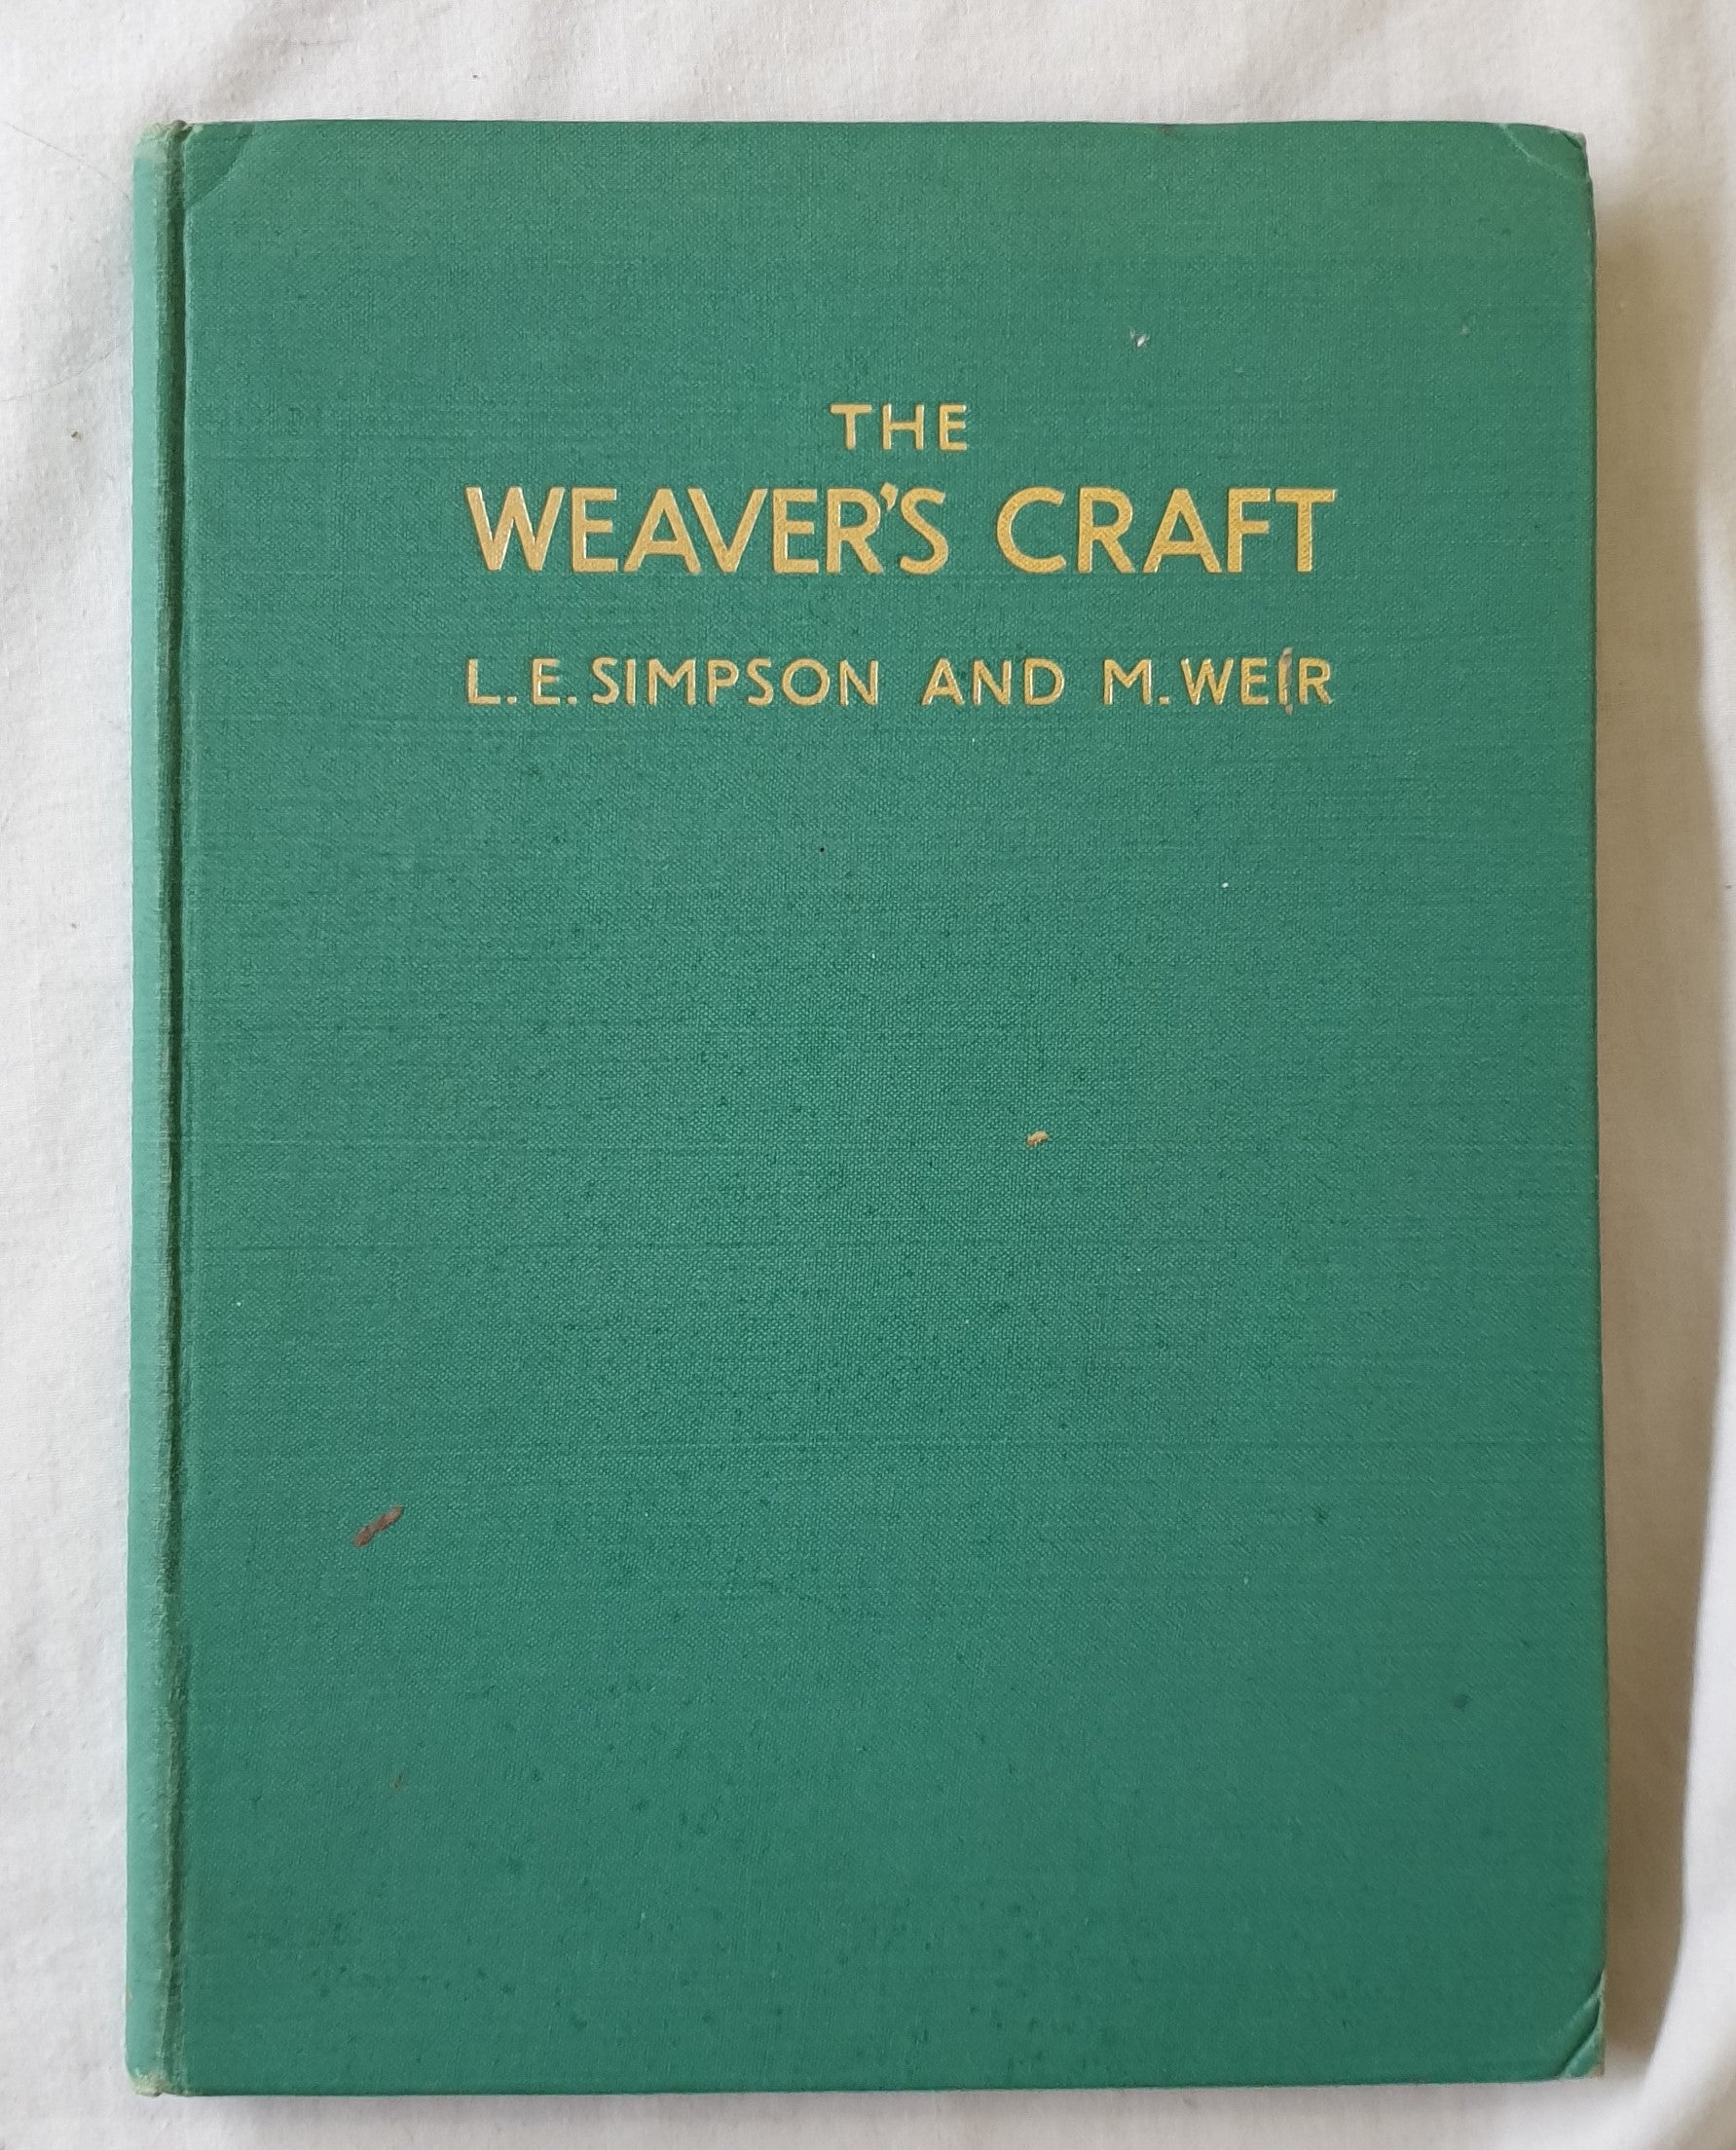 THE
WEAVER'S CRAFT
L.E.SIMPSON AND M.WEIR